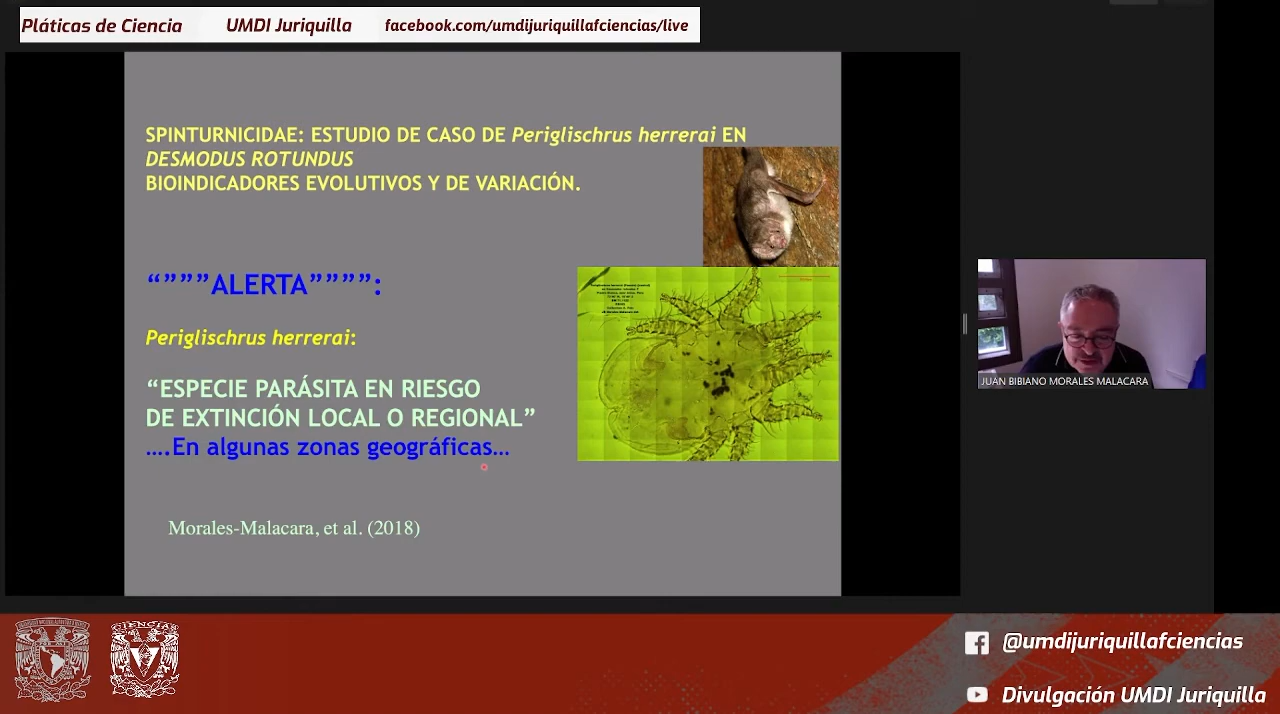 Pláticas de Ciencia UMDI Juriquilla facebook.com/umdijuriquillafciencias/live
SPINTURNICIDAE: ESTUDIO DE CASO DE Periglischrus herrerai EN
DESMODUS ROTUNDUS
BIOINDICADORES EVOLUTIVOS Y DE VARIACIÓN.
“”””ALERTA””””:
Periglischrus herrerai:
“ESPECIE PARÁSITA EN RIESGO
DE EXTINCIÓN LOCAL O REGIONAL”
....En algunas zonas geográficas...
Morales-Malacara, et al. (2018)
JUAN BIBIANO MORALES MALACARA
CIENCIAS
@umdijuriquillafciencias
Divulgación UMDI Juriquilla